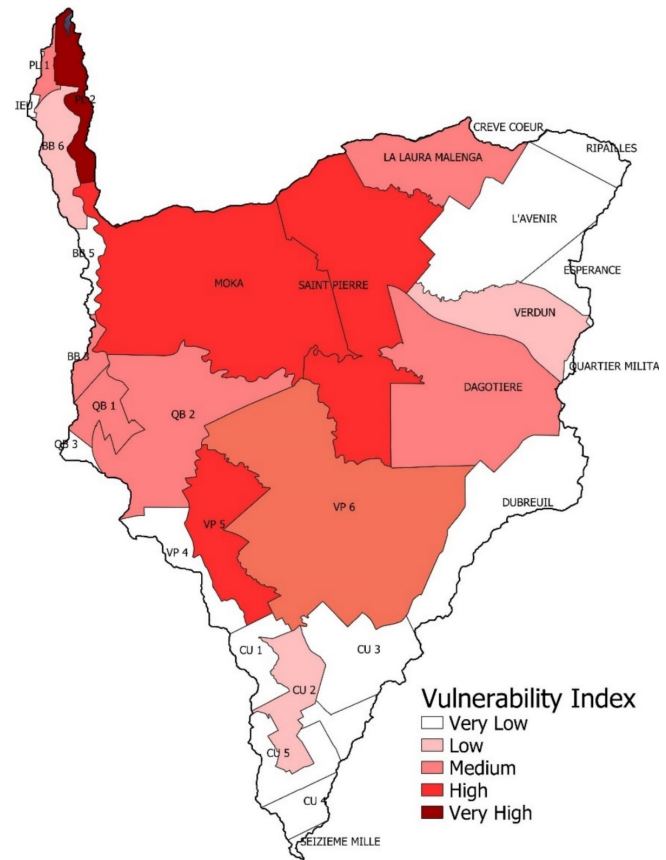 PL 1
IEU
PL 2
BB 6
CREVE COEUR
RIPAILLES
LA LAURA MALENGA
L'AVENIR
BB 5
ESPERANCE
MOKA
SAINT PIERRE
VERDUN
BB 3
QUARTIER MILITA
DAGOTIERE
QB 1
QB 2
QB 3
DUBREUIL
VP 6
VP 5
VP 4
CU 1
CU 3
CU 2
CU 5
CU 4
SEIZIEME MILLE
Vulnerability Index
Very Low
Low
Medium
High
Very High